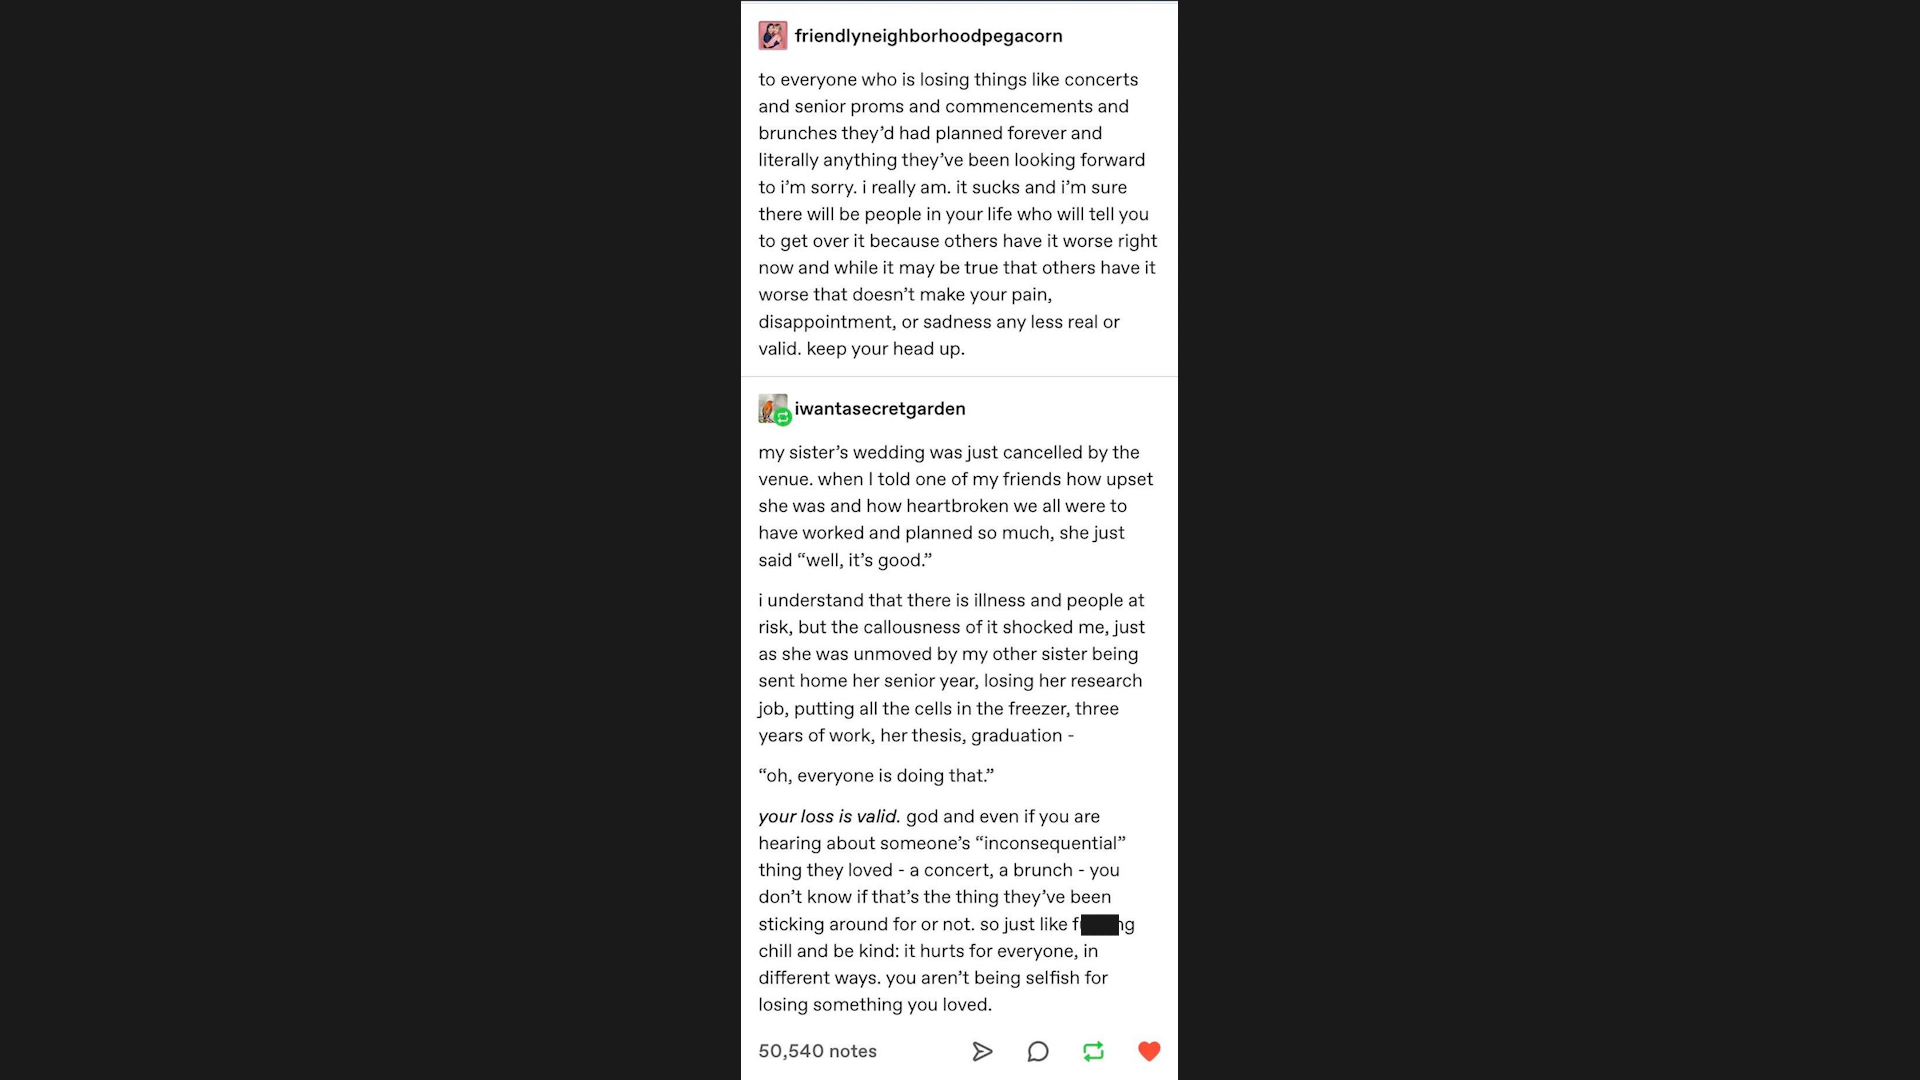 friendlyneighborhoodpegacorn
to everyone who is losing things like concerts
and senior proms and commencements and
brunches they’d had planned forever and
literally anything they’ve been looking forward
to i’m sorry. i really am. it sucks and i’m sure
there will be people in your life who will tell you
to get over it because others have it worse right
now and while it may be true that others have it
worse that doesn’t make your pain,
disappointment, or sadness any less real or
valid. keep your head up.
iwantasecretgarden
my sister’s wedding was just cancelled by the
venue. when I told one of my friends how upset
she was and how heartbroken we all were to
have worked and planned so much, she just
said “well, it’s good.”
i understand that there is illness and people at
risk, but the callousness of it shocked me, just
as she was unmoved by my other sister being
sent home her senior year, losing her research
job, putting all the cells in the freezer, three
years of work, her thesis, graduation -
“oh, everyone is doing that.”
your loss is valid. god and even if you are
hearing about someone’s “inconsequential”
thing they loved - a concert, a brunch - you
don’t know if that’s the thing they’ve been
sticking around for or not. so just like
chill and be kind: it hurts for everyone, in
different ways. you aren’t being selfish for
losing something you loved.
50,540 notes